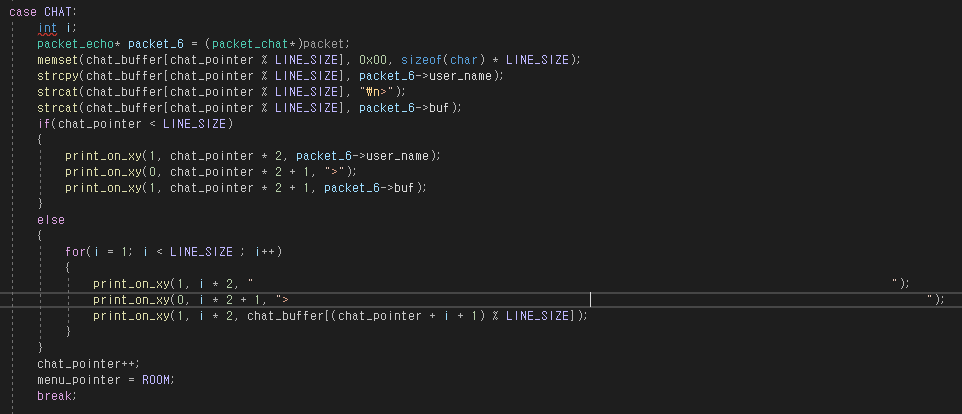 case CHAT:
int i;
packet_echo* packet_6 = (packet_chat*)packet;
memset(chat_buffer[chat_pointer % LINE_SIZE], 0x00, sizeof(char) * LINE_SIZE);
strcpy(chat_buffer[chat_pointer % LINE_SIZE], packet_6->user_name);
strcat(chat_buffer[chat_pointer % LINE_SIZE], "₩n>");
strcat(chat_buffer[chat_pointer % LINE_SIZE], packet_6->buf);
if(chat_pointer < LINE_SIZE)
{
print_on_xy(1, chat_pointer * 2, packet_6->user_name);
print_on_xy(0, chat_pointer * 2 + 1, ">");
print_on_xy(1, chat_pointer * 2 + 1, packet_6->buf);
}
else
{
for(i = 1; i < LINE_SIZE ; i++)
{
print_on_xy(1, i * 2, "                                                                                ");
print_on_xy(0, i * 2 + 1, ">                                                                                ");
print_on_xy(1, i * 2, chat_buffer[(chat_pointer + i + 1) % LINE_SIZE]);
}
}
chat_pointer++;
menu_pointer = ROOM;
break;